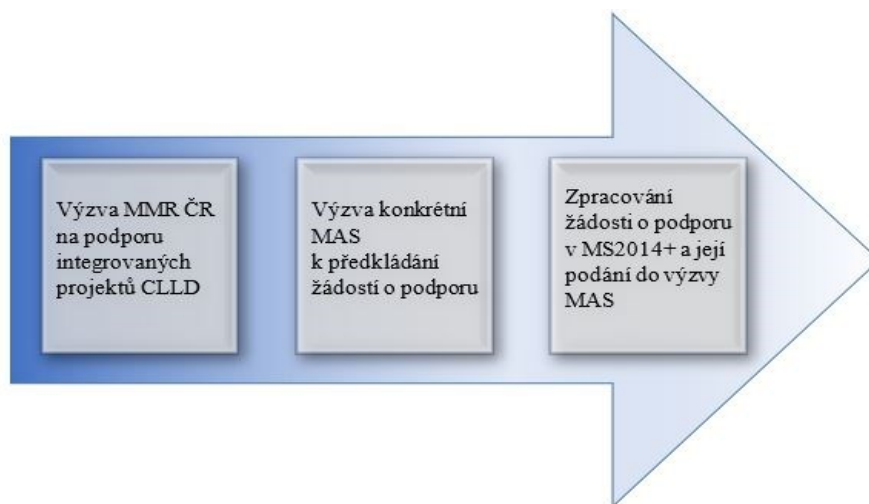 Výzva MMR ČR
na podporu
integrovaných
projektů CLLD
Výzva konkrétní
MAS
k předkládání
žádostí o podporu
Zpracování
žádosti o podporu
v MS2014+ a její
podání do výzvy
MAS